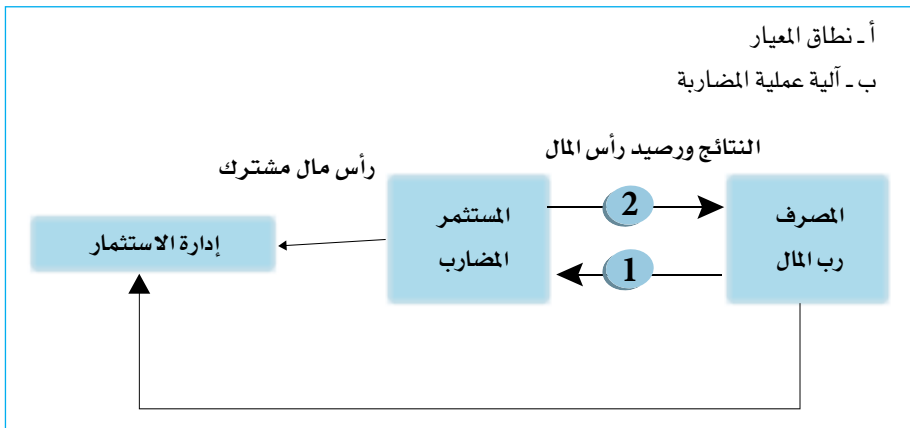 أ ـ نطاق المعيار
ب ـ آلية عملية المضاربة
النتائج ورصيد رأس المال
رأس مال مشترك
المصرف
رب المال
2
1
المستثمر
المضارب
إدارة الاستثمار